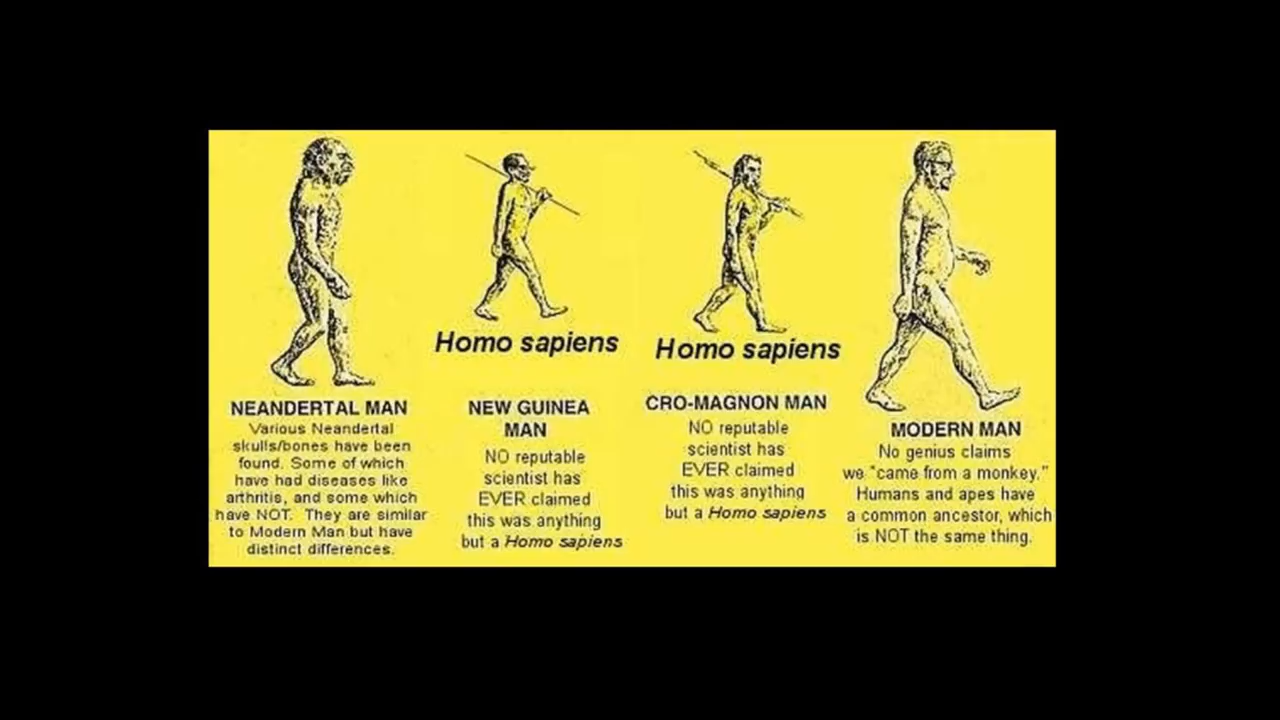 NEANDERTAL MAN
Various Neandertal
skulls/bones have been
found. Some of which
have had diseases like
arthritis, and some which
have NOT. They are similar
to Modern Man but have
distinct differences.
Homo sapiens
NEW GUINEA
MAN
NO reputable
scientist has
EVER claimed
this was anything
but a Homo sapiens
Homo sapiens
CRO-MAGNON MAN
NO reputable
scientist has
EVER claimed
this was anything
but a Homo sapiens
MODERN MAN
No genius claims
we "came from a monkey."
Humans and apes have
a common ancestor, which
is NOT the same thing.